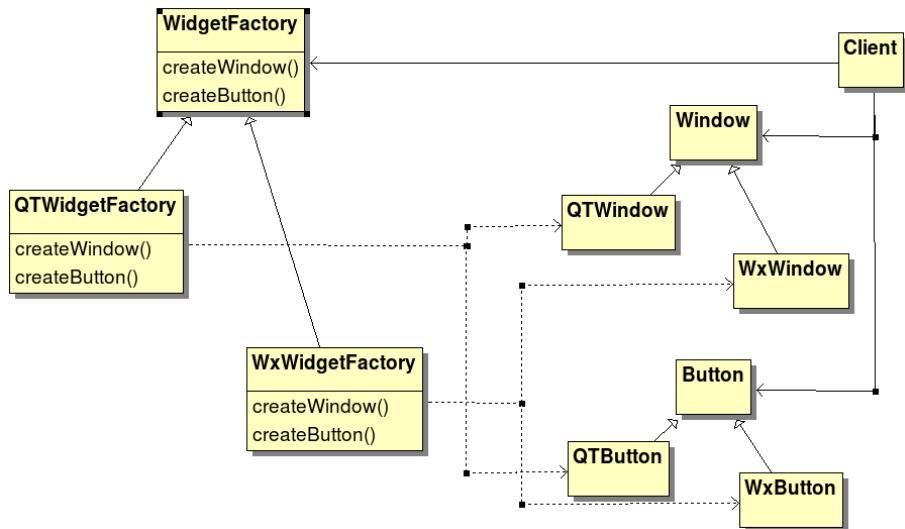 WidgetFactory
createWindow()
createButton()
Client
Window
QTWidgetFactory
createWindow()
createButton()
QTWindow
WxWindow
WxWidgetFactory
createWindow()
createButton()
Button
QTButton
WxButton